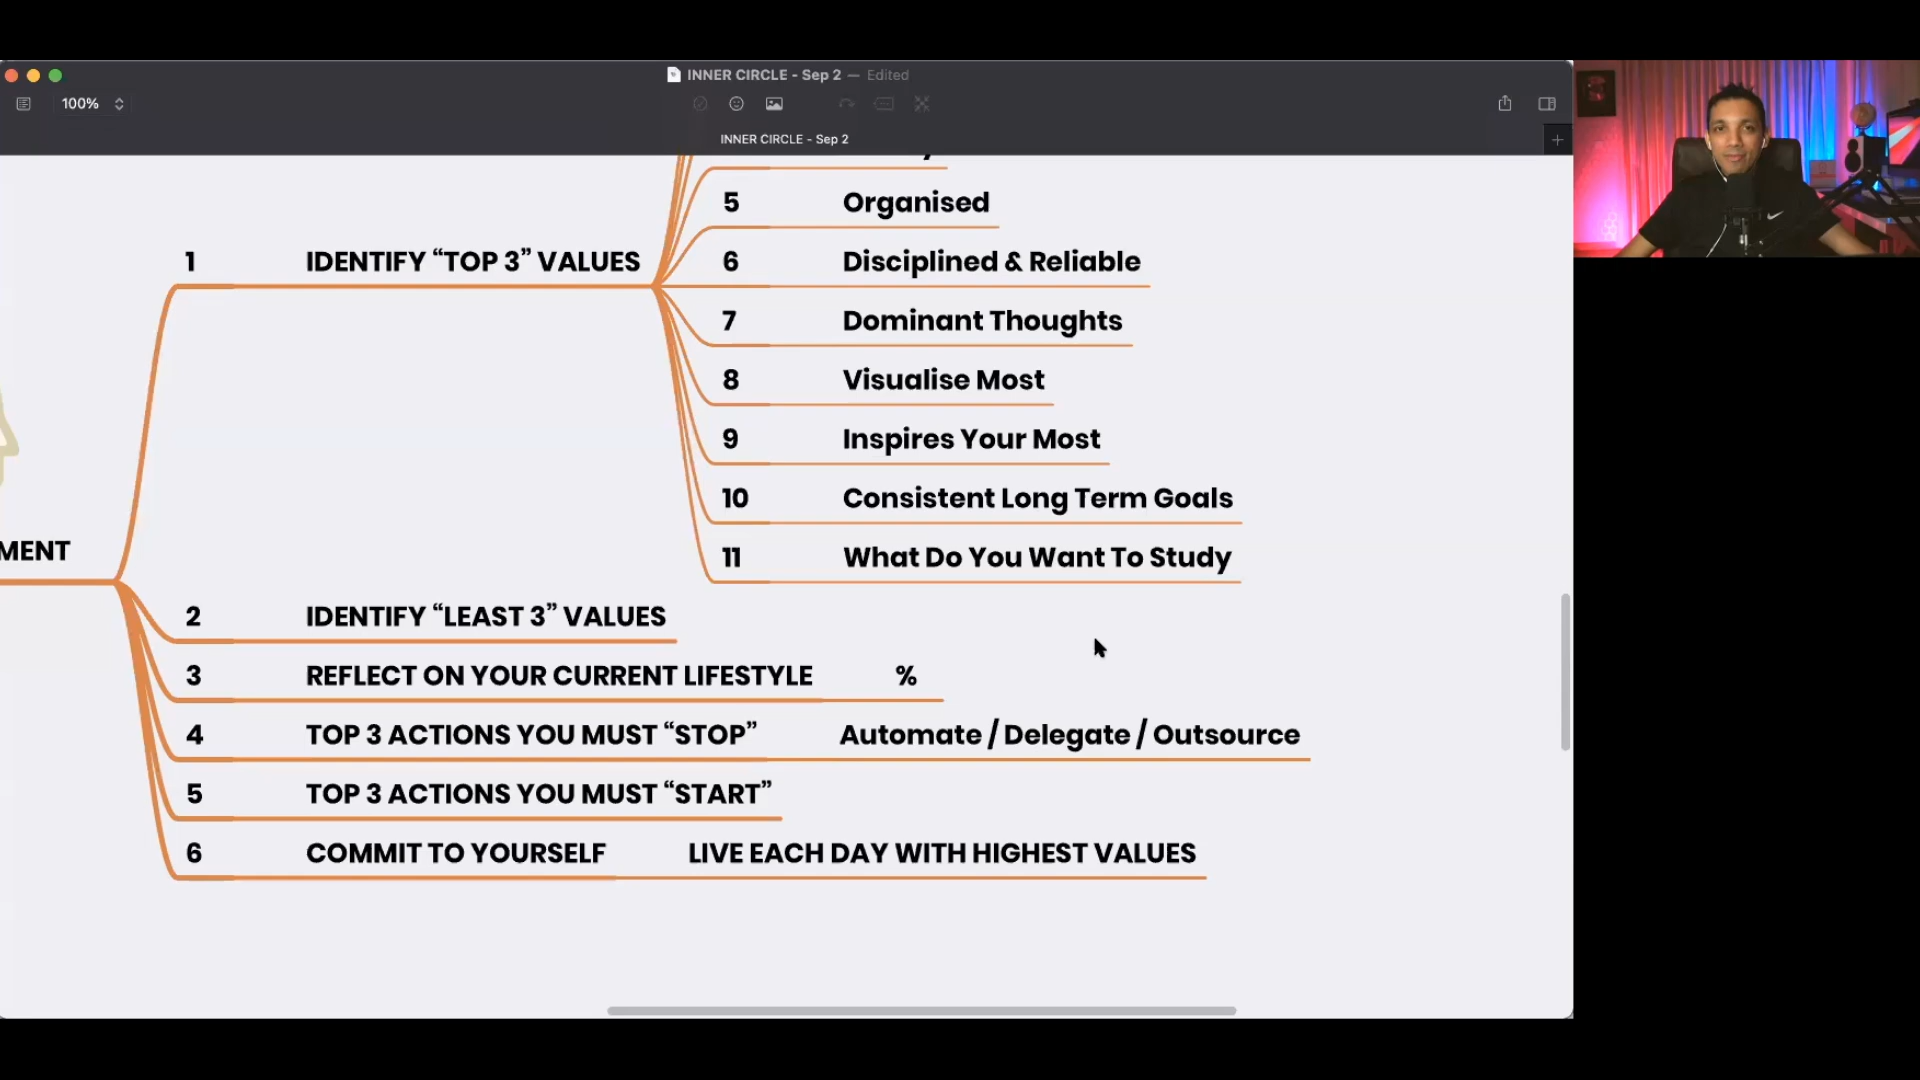 INNER CIRCLE - Sep 2 — Edited
100%
INNER CIRCLE - Sep 2
5 Organised
1 IDENTIFY “TOP 3” VALUES
6 Disciplined & Reliable
7 Dominant Thoughts
8 Visualise Most
9 Inspires Your Most
10 Consistent Long Term Goals
11 What Do You Want To Study
MENT
2 IDENTIFY “LEAST 3” VALUES
3 REFLECT ON YOUR CURRENT LIFESTYLE %
4 TOP 3 ACTIONS YOU MUST “STOP” Automate / Delegate / Outsource
5 TOP 3 ACTIONS YOU MUST “START”
6 COMMIT TO YOURSELF LIVE EACH DAY WITH HIGHEST VALUES